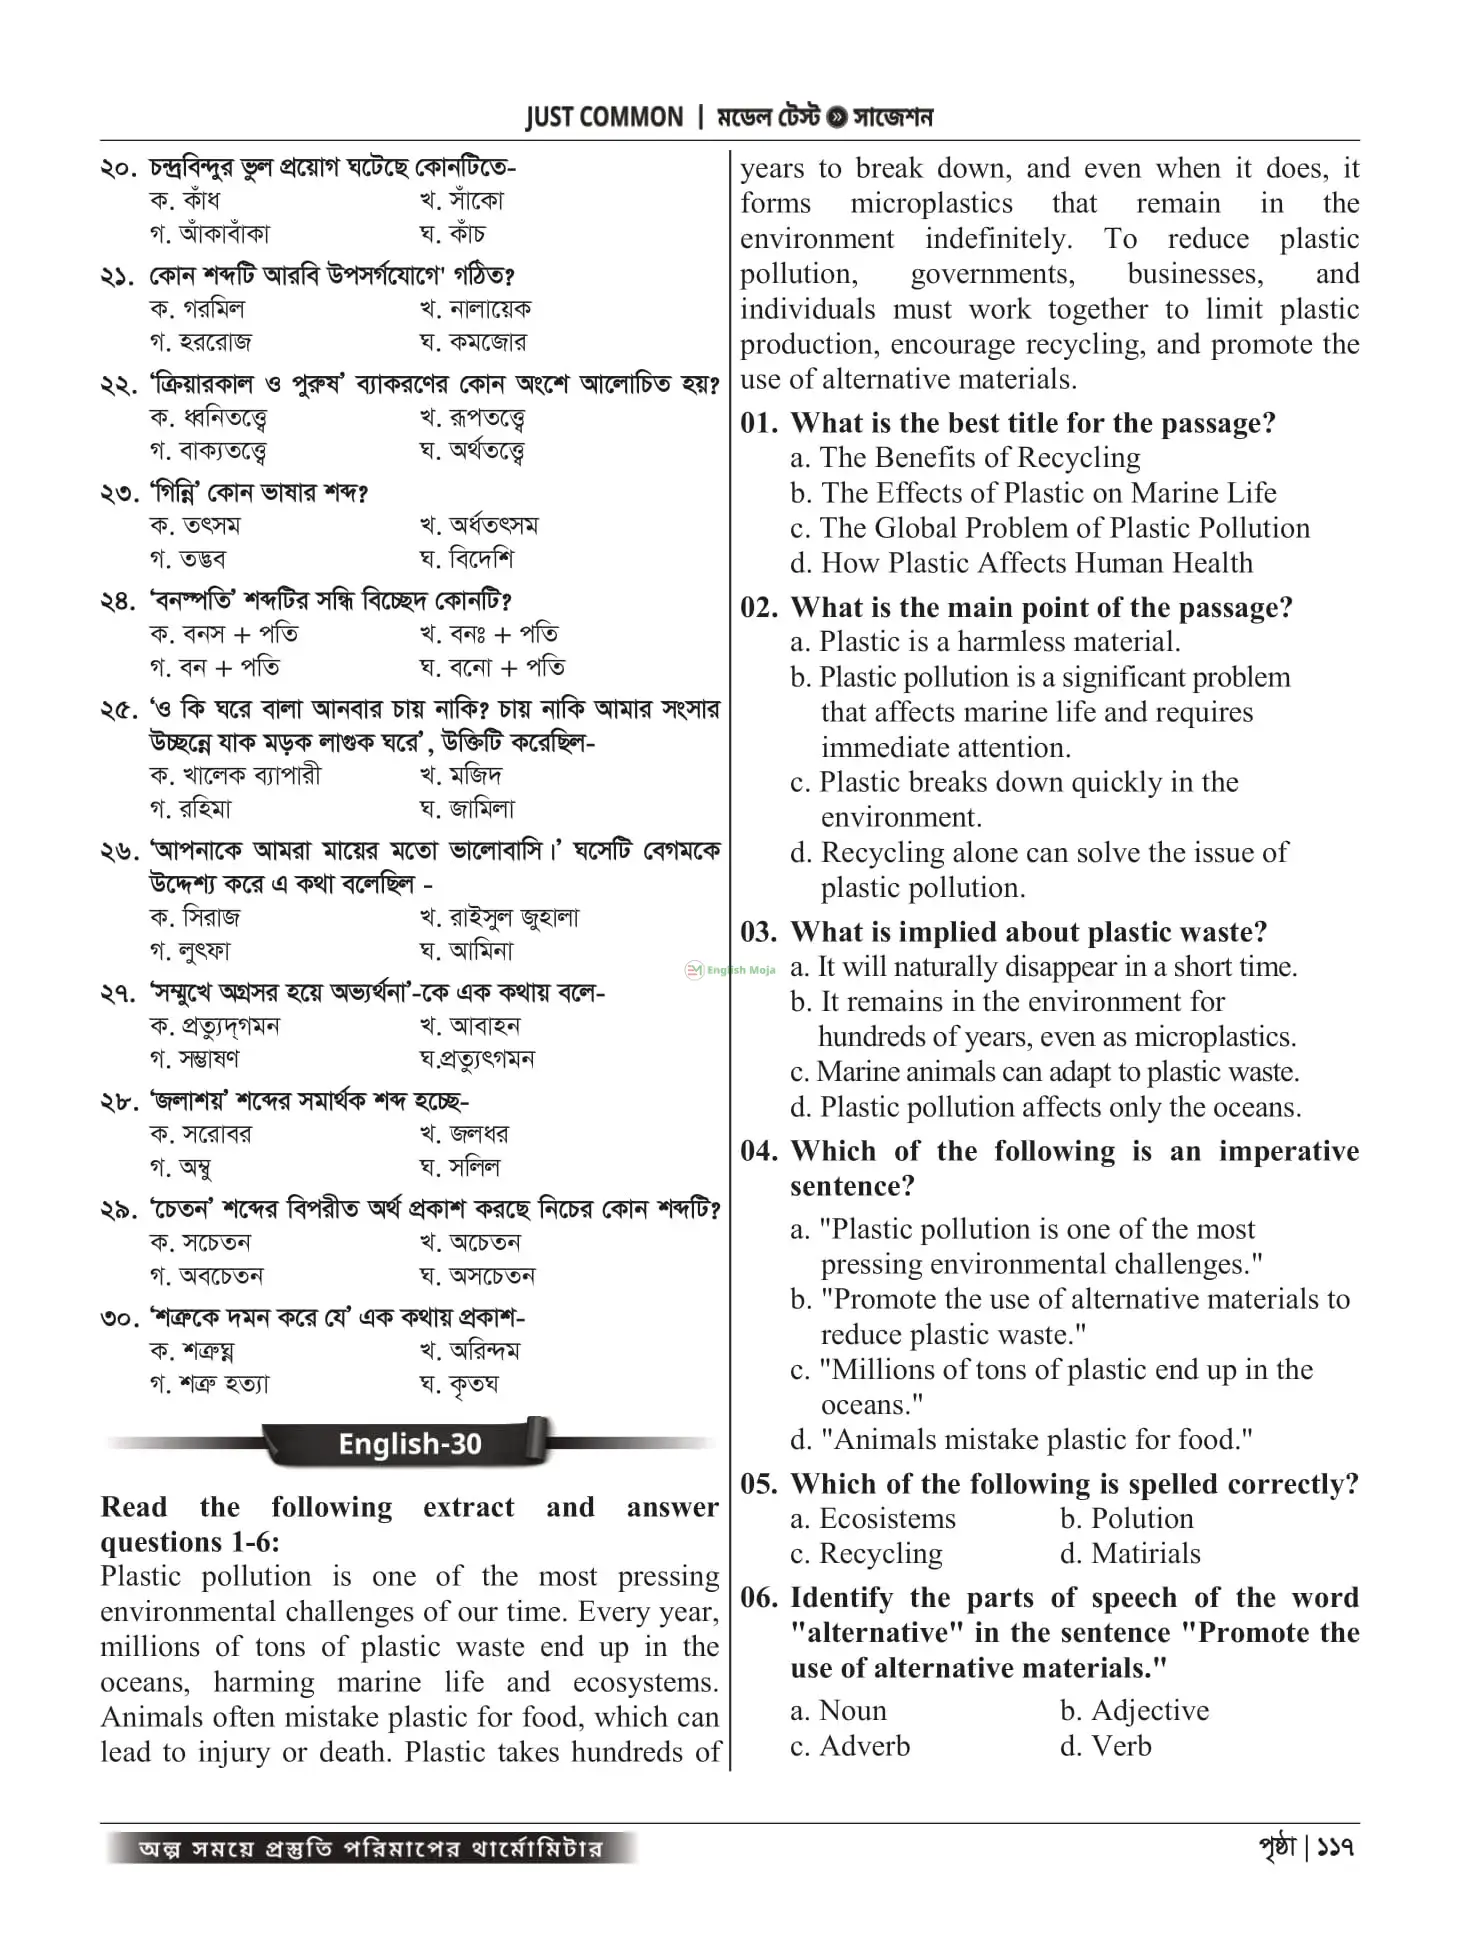 JUST COMMON | মডেল টেস্ট » সাজেশন
২০. চন্দ্রবিন্দুর ভুল প্রয়োগ ঘটেছে কোনটিতে-
ক. কাঁধ খ. সাঁকো
গ. আঁকাবাঁকা ঘ. কাঁচ
২১. কোন শব্দটি আরবি উপসর্গযোগে' গঠিত?
ক. গরমিল খ. নালায়েক
গ. হররোজ ঘ. কমজোর
২২. ‘ক্রিয়ারকাল ও পুরুষ’ ব্যাকরণের কোন অংশে আলোচিত হয়?
ক. ধ্বনিতত্ত্বে খ. রূপতত্ত্বে
গ. বাক্যতত্ত্বে ঘ. অর্থতত্ত্বে
২৩. ‘গিন্নি’ কোন ভাষার শব্দ?
ক. তৎসম খ. অর্ধতৎসম
গ. তদ্ভব ঘ. বিদেশি
২৪. ‘বনস্পতি’ শব্দটির সন্ধি বিচ্ছেদ কোনটি?
ক. বনস + পতি খ. বনঃ + পতি
গ. বন + পতি ঘ. বনো + পতি
২৫. ‘ও কি ঘরে বালা আনবার চায় নাকি? চায় নাকি আমার সংসার
উচ্ছন্নে যাক মড়ক লাগুক ঘরে’, উক্তিটি করেছিল-
ক. খালেক ব্যাপারী খ. মজিদ
গ. রহিমা ঘ. জামিলা
২৬. ‘আপনাকে আমরা মায়ের মতো ভালোবাসি।’ ঘসেটি বেগমকে
উদ্দেশ্য করে এ কথা বলেছিল -
ক. সিরাজ খ. রাইসুল জুহালা
গ. লুৎফা ঘ. আমিনা
২৭. ‘সম্মুখে অগ্রসর হয়ে অভ্যর্থনা’-কে এক কথায় বলে-
ক. প্রত্যুদ্‌গমন খ. আবাহন
গ. সম্ভাষণ ঘ.প্রত্যুৎগমন
২৮. ‘জলাশয়’ শব্দের সমার্থক শব্দ হচ্ছে-
ক. সরোবর খ. জলধর
গ. অম্বু ঘ. সলিল
২৯. ‘চেতন’ শব্দের বিপরীত অর্থ প্রকাশ করছে নিচের কোন শব্দটি?
ক. সচেতন খ. অচেতন
গ. অবচেতন ঘ. অসচেতন
৩০. ‘শত্রুকে দমন করে যে’ এক কথায় প্রকাশ-
ক. শত্রুঘ্ন খ. অরিন্দম
গ. শত্রু হত্যা ঘ. কৃতঘ
English-30
Read the following extract and answer
questions 1-6:
Plastic pollution is one of the most pressing
environmental challenges of our time. Every year,
millions of tons of plastic waste end up in the
oceans, harming marine life and ecosystems.
Animals often mistake plastic for food, which can
lead to injury or death. Plastic takes hundreds of
years to break down, and even when it does, it
forms microplastics that remain in the
environment indefinitely. To reduce plastic
pollution, governments, businesses, and
individuals must work together to limit plastic
production, encourage recycling, and promote the
use of alternative materials.
01. What is the best title for the passage?
a. The Benefits of Recycling
b. The Effects of Plastic on Marine Life
c. The Global Problem of Plastic Pollution
d. How Plastic Affects Human Health
02. What is the main point of the passage?
a. Plastic is a harmless material.
b. Plastic pollution is a significant problem
that affects marine life and requires
immediate attention.
c. Plastic breaks down quickly in the
environment.
d. Recycling alone can solve the issue of
plastic pollution.
03. What is implied about plastic waste?
EM English Moja
a. It will naturally disappear in a short time.
b. It remains in the environment for
hundreds of years, even as microplastics.
c. Marine animals can adapt to plastic waste.
d. Plastic pollution affects only the oceans.
04. Which of the following is an imperative
sentence?
a. "Plastic pollution is one of the most
pressing environmental challenges."
b. "Promote the use of alternative materials to
reduce plastic waste."
c. "Millions of tons of plastic end up in the
oceans."
d. "Animals mistake plastic for food."
05. Which of the following is spelled correctly?
a. Ecosistems b. Polution
c. Recycling d. Matirials
06. Identify the parts of speech of the word
"alternative" in the sentence "Promote the
use of alternative materials."
a. Noun b. Adjective
c. Adverb d. Verb
অল্প সময়ে প্রস্তুতি পরিমাপের থার্মোমিটার
পৃষ্ঠা | ১১৭